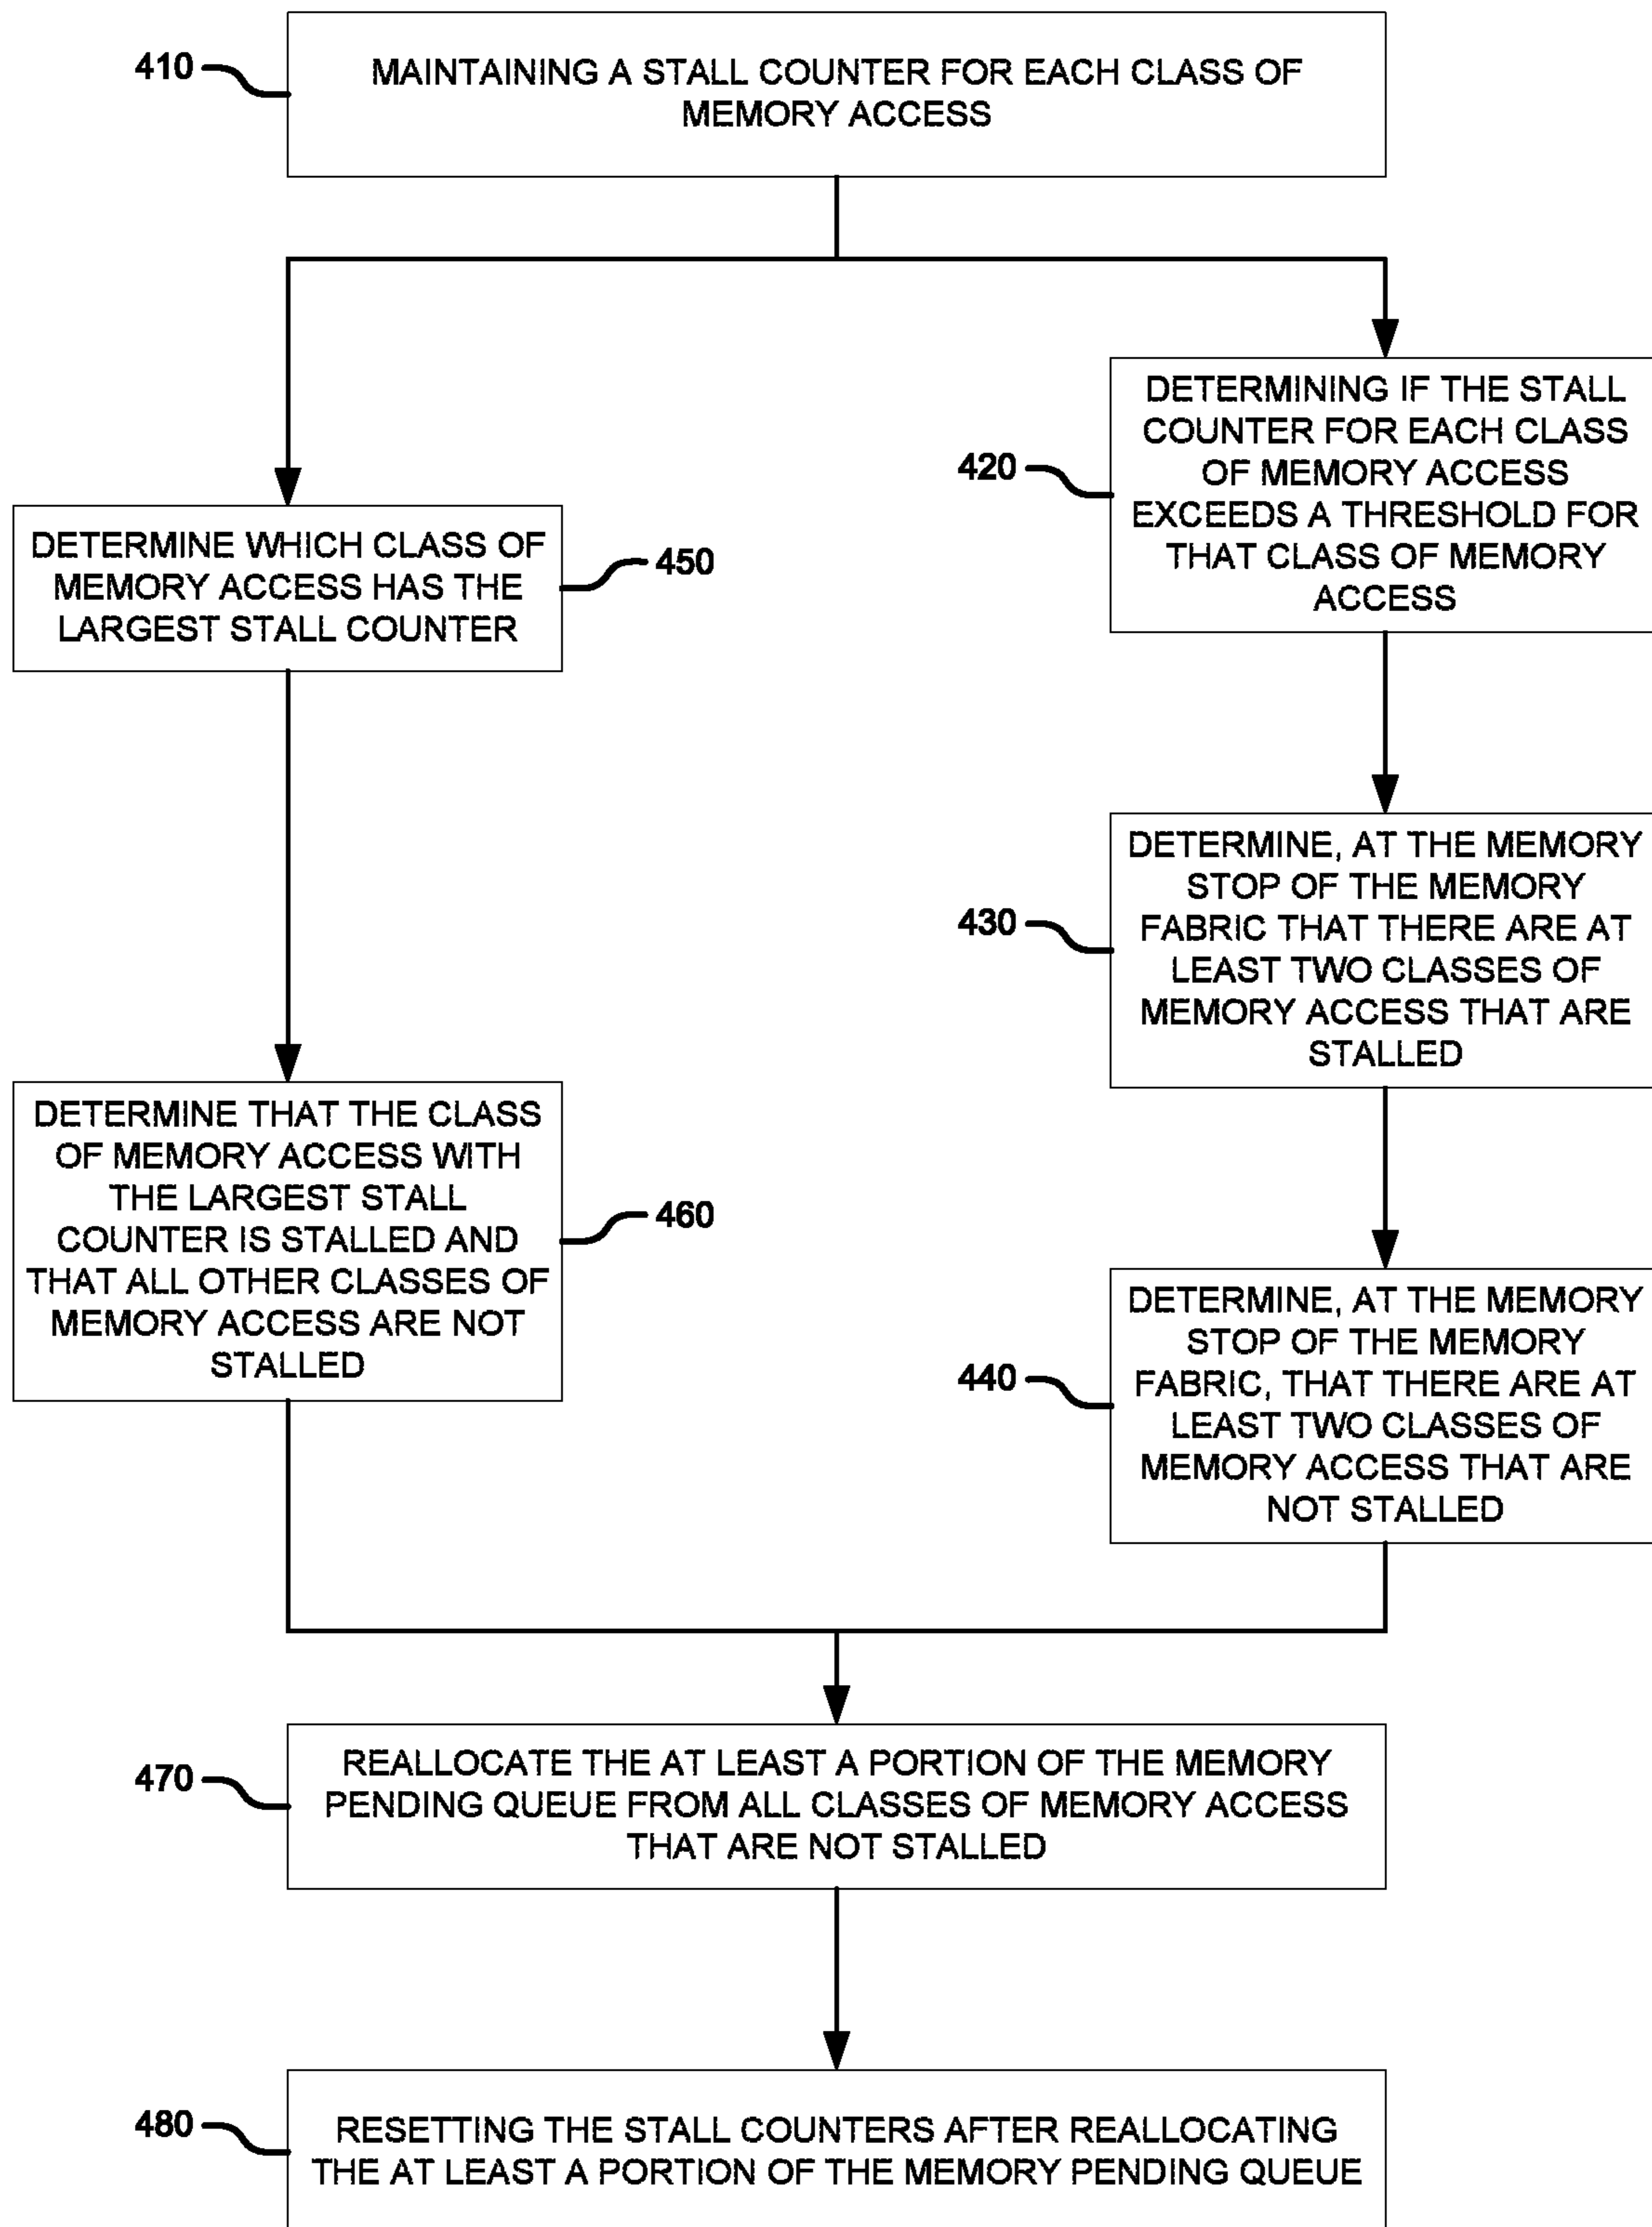 410
MAINTAINING A STALL COUNTER FOR EACH CLASS OF
MEMORY ACCESS
DETERMINING IF THE STALL
COUNTER FOR EACH CLASS
OF MEMORY ACCESS
EXCEEDS A THRESHOLD FOR
THAT CLASS OF MEMORY
ACCESS
420
DETERMINE WHICH CLASS OF
MEMORY ACCESS HAS THE
LARGEST STALL COUNTER
450
DETERMINE, AT THE MEMORY
STOP OF THE MEMORY
FABRIC THAT THERE ARE AT
LEAST TWO CLASSES OF
MEMORY ACCESS THAT ARE
STALLED
430
DETERMINE THAT THE CLASS
OF MEMORY ACCESS WITH
THE LARGEST STALL
COUNTER IS STALLED AND
THAT ALL OTHER CLASSES OF
MEMORY ACCESS ARE NOT
STALLED
460
DETERMINE, AT THE MEMORY
STOP OF THE MEMORY
FABRIC, THAT THERE ARE AT
LEAST TWO CLASSES OF
MEMORY ACCESS THAT ARE
NOT STALLED
440
470
REALLOCATE THE AT LEAST A PORTION OF THE MEMORY
PENDING QUEUE FROM ALL CLASSES OF MEMORY ACCESS
THAT ARE NOT STALLED
480
RESETTING THE STALL COUNTERS AFTER REALLOCATING
THE AT LEAST A PORTION OF THE MEMORY PENDING QUEUE